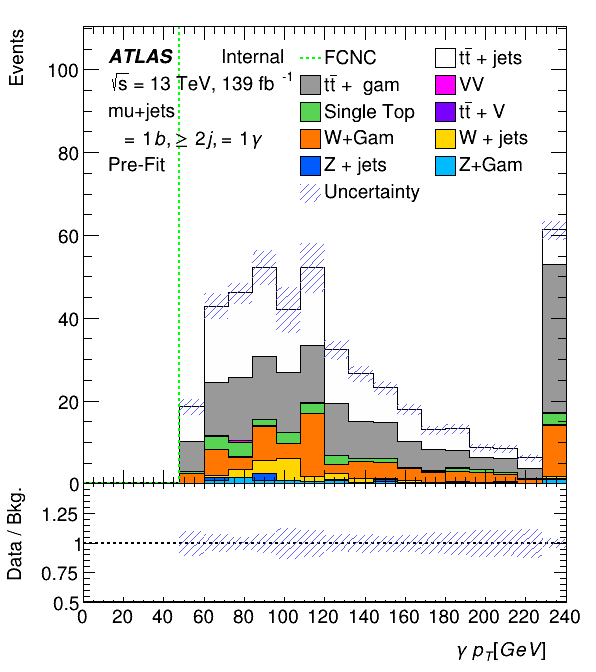 Events
ATLAS Internal
√s = 13 TeV, 139 fb -1
mu+jets
= 1b, ≥ 2j, = 1γ
Pre-Fit
FCNC
tt̄ + jets
tt̄ + gam
VV
Single Top
tt̄ + V
W+Gam
W + jets
Z + jets
Z+Gam
Uncertainty
100
80
60
40
20
0
Data / Bkg.
1.25
1
0.75
0.5
0 20 40 60 80 100 120 140 160 180 200 220 240
γ pT[GeV]